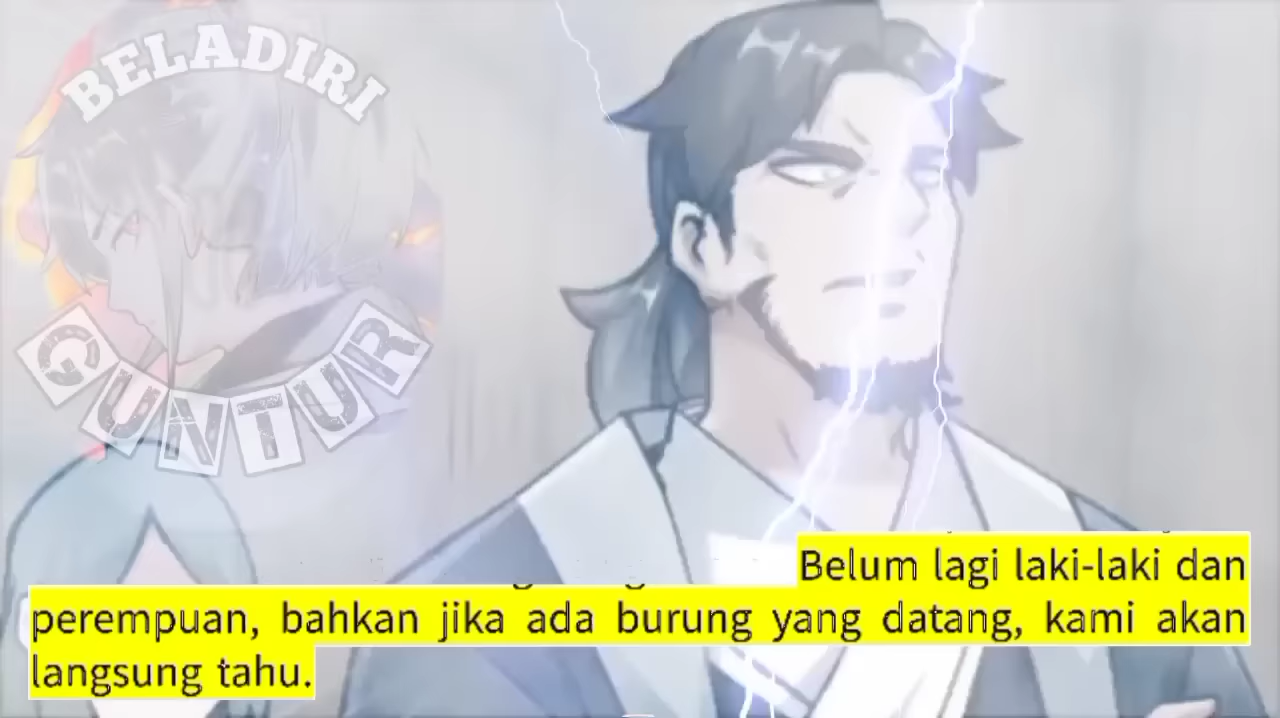 BELADIRI
GUNTUR
Belum lagi laki-laki dan
perempuan, bahkan jika ada burung yang datang, kami akan
langsung tahu.